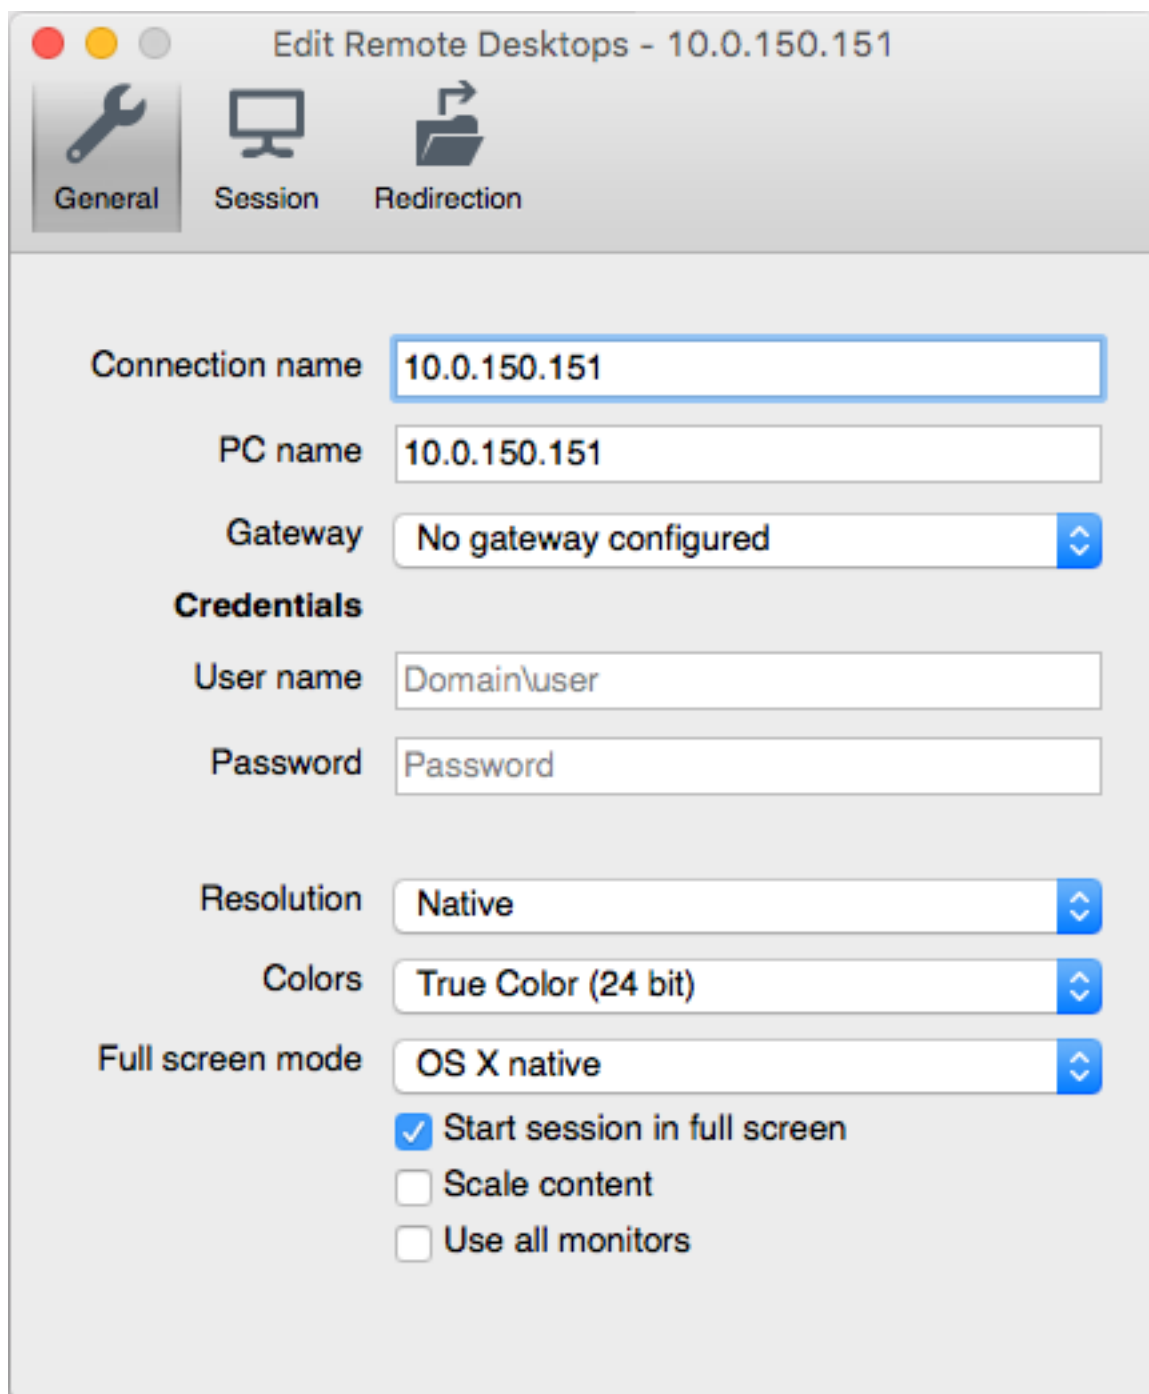 Edit Remote Desktops - 10.0.150.151
General Session Redirection
Connection name 10.0.150.151
PC name 10.0.150.151
Gateway No gateway configured
Credentials
User name Domain\user
Password Password
Resolution Native
Colors True Color (24 bit)
Full screen mode OS X native
Start session in full screen
Scale content
Use all monitors